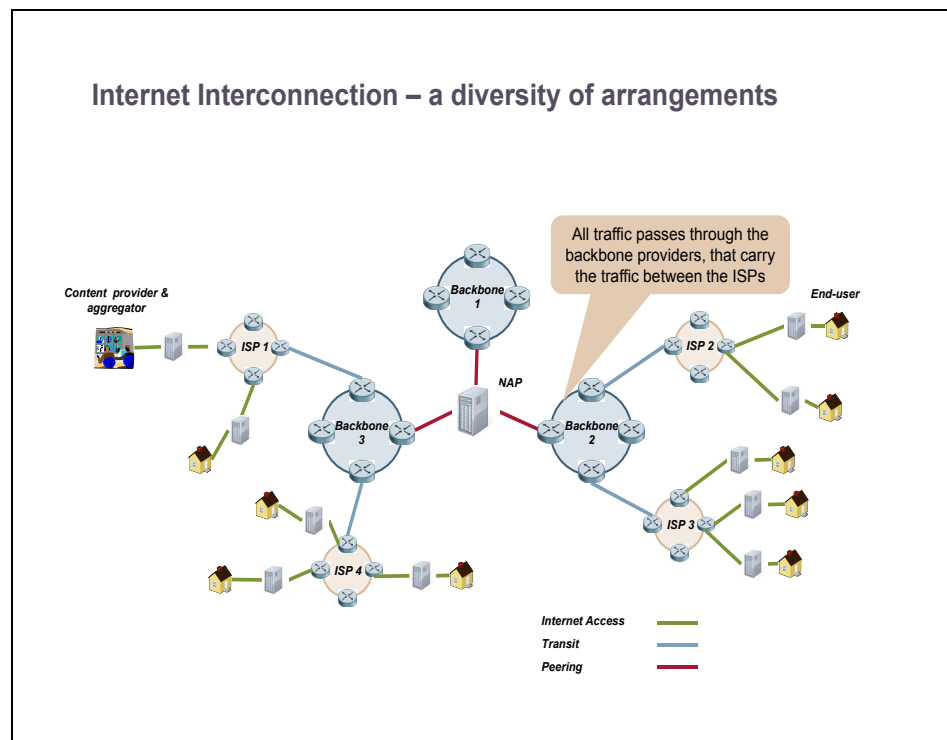 Internet Interconnection – a diversity of arrangements
All traffic passes through the
backbone providers, that carry
the traffic between the ISPs
Content provider &
aggregator
Backbone
1
End-user
ISP 1
ISP 2
NAP
Backbone
3
Backbone
2
ISP 3
ISP 4
Internet Access
Transit
Peering